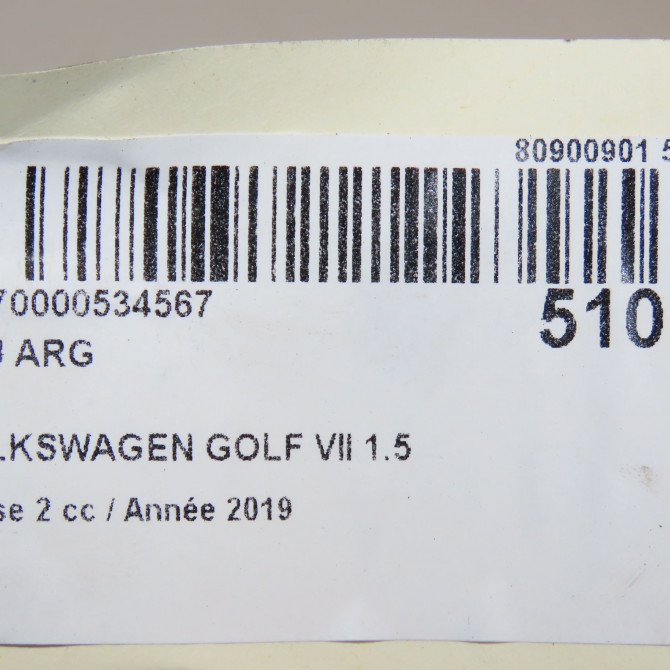 80900901 5
70000534567
510
J ARG
LKSWAGEN GOLF VII 1.5
se 2 cc / Année 2019